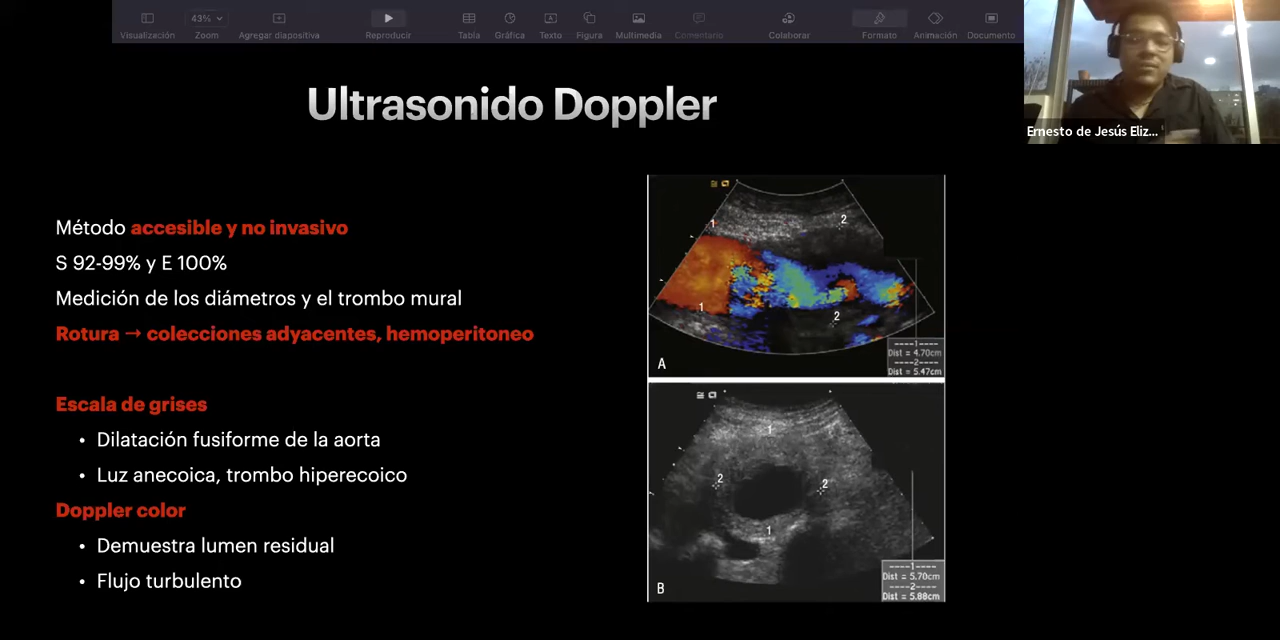 43%
Visualización Zoom Agregar diapositiva Reproducir Tabla Gráfica Texto Figura Multimedia Comentario Colaborar Formato Animación Documento
Ernesto de Jesús Eliz...
Ultrasonido Doppler
Método accesible y no invasivo
S 92-99% y E 100%
Medición de los diámetros y el trombo mural
Rotura → colecciones adyacentes, hemoperitoneo
Escala de grises
• Dilatación fusiforme de la aorta
• Luz anecoica, trombo hiperecoico
Doppler color
• Demuestra lumen residual
• Flujo turbulento
1
2
1
2
A
----1----
Dist = 4.70cm
----2----
Dist = 5.47cm
1
2
2
1
B
----1----
Dist = 5.70cm
----2----
Dist = 5.88cm